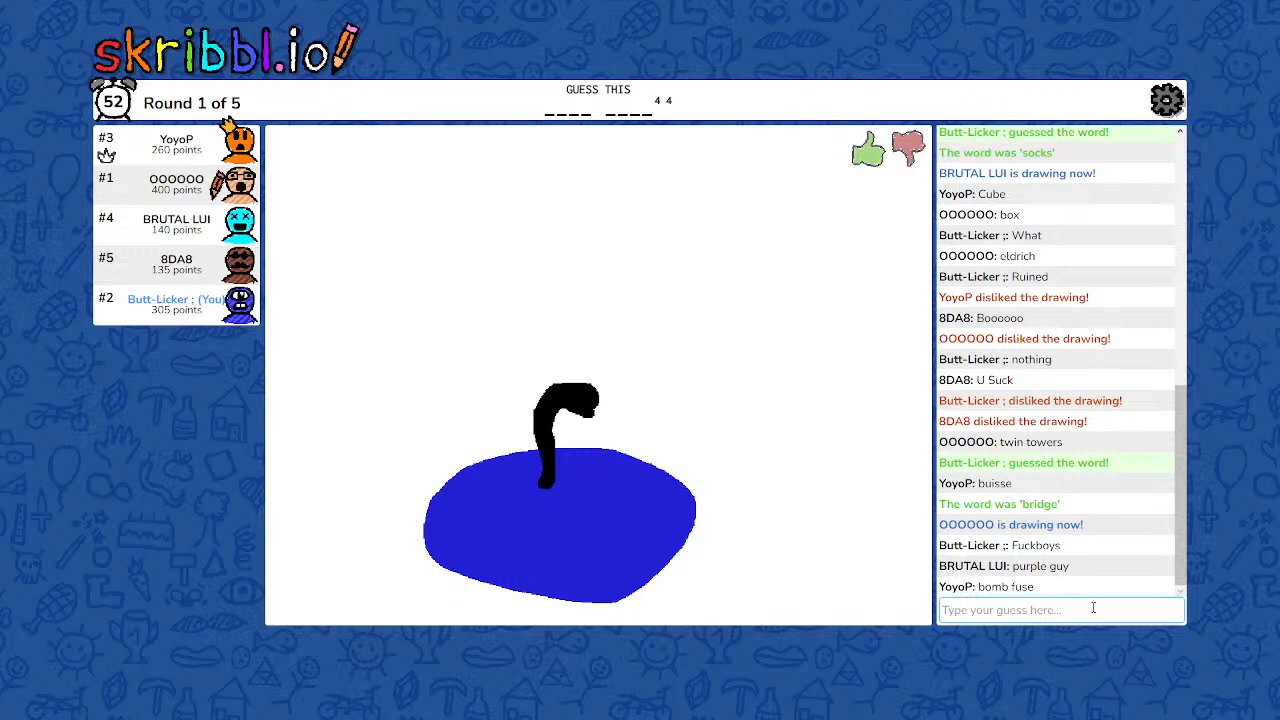 skribbl.io
52
Round 1 of 5
GUESS THIS
____ ____ 4 4
#3 YoyoP
260 points
#1 OOOOOO
400 points
#4 BRUTAL LUI
140 points
#5 8DA8
135 points
#2 Butt-Licker ; (You)
305 points
Butt-Licker ; guessed the word!
The word was 'socks'
BRUTAL LUI is drawing now!
YoyoP: Cube
OOOOOO: box
Butt-Licker ;: What
OOOOOO: eldrich
Butt-Licker ;: Ruined
YoyoP disliked the drawing!
8DA8: Boooooo
OOOOOO disliked the drawing!
Butt-Licker ;: nothing
8DA8: U Suck
Butt-Licker ; disliked the drawing!
8DA8 disliked the drawing!
OOOOOO: twin towers
Butt-Licker ; guessed the word!
YoyoP: buisse
The word was 'bridge'
OOOOOO is drawing now!
Butt-Licker ;: Fuckboys
BRUTAL LUI: purple guy
YoyoP: bomb fuse
Type your guess here...